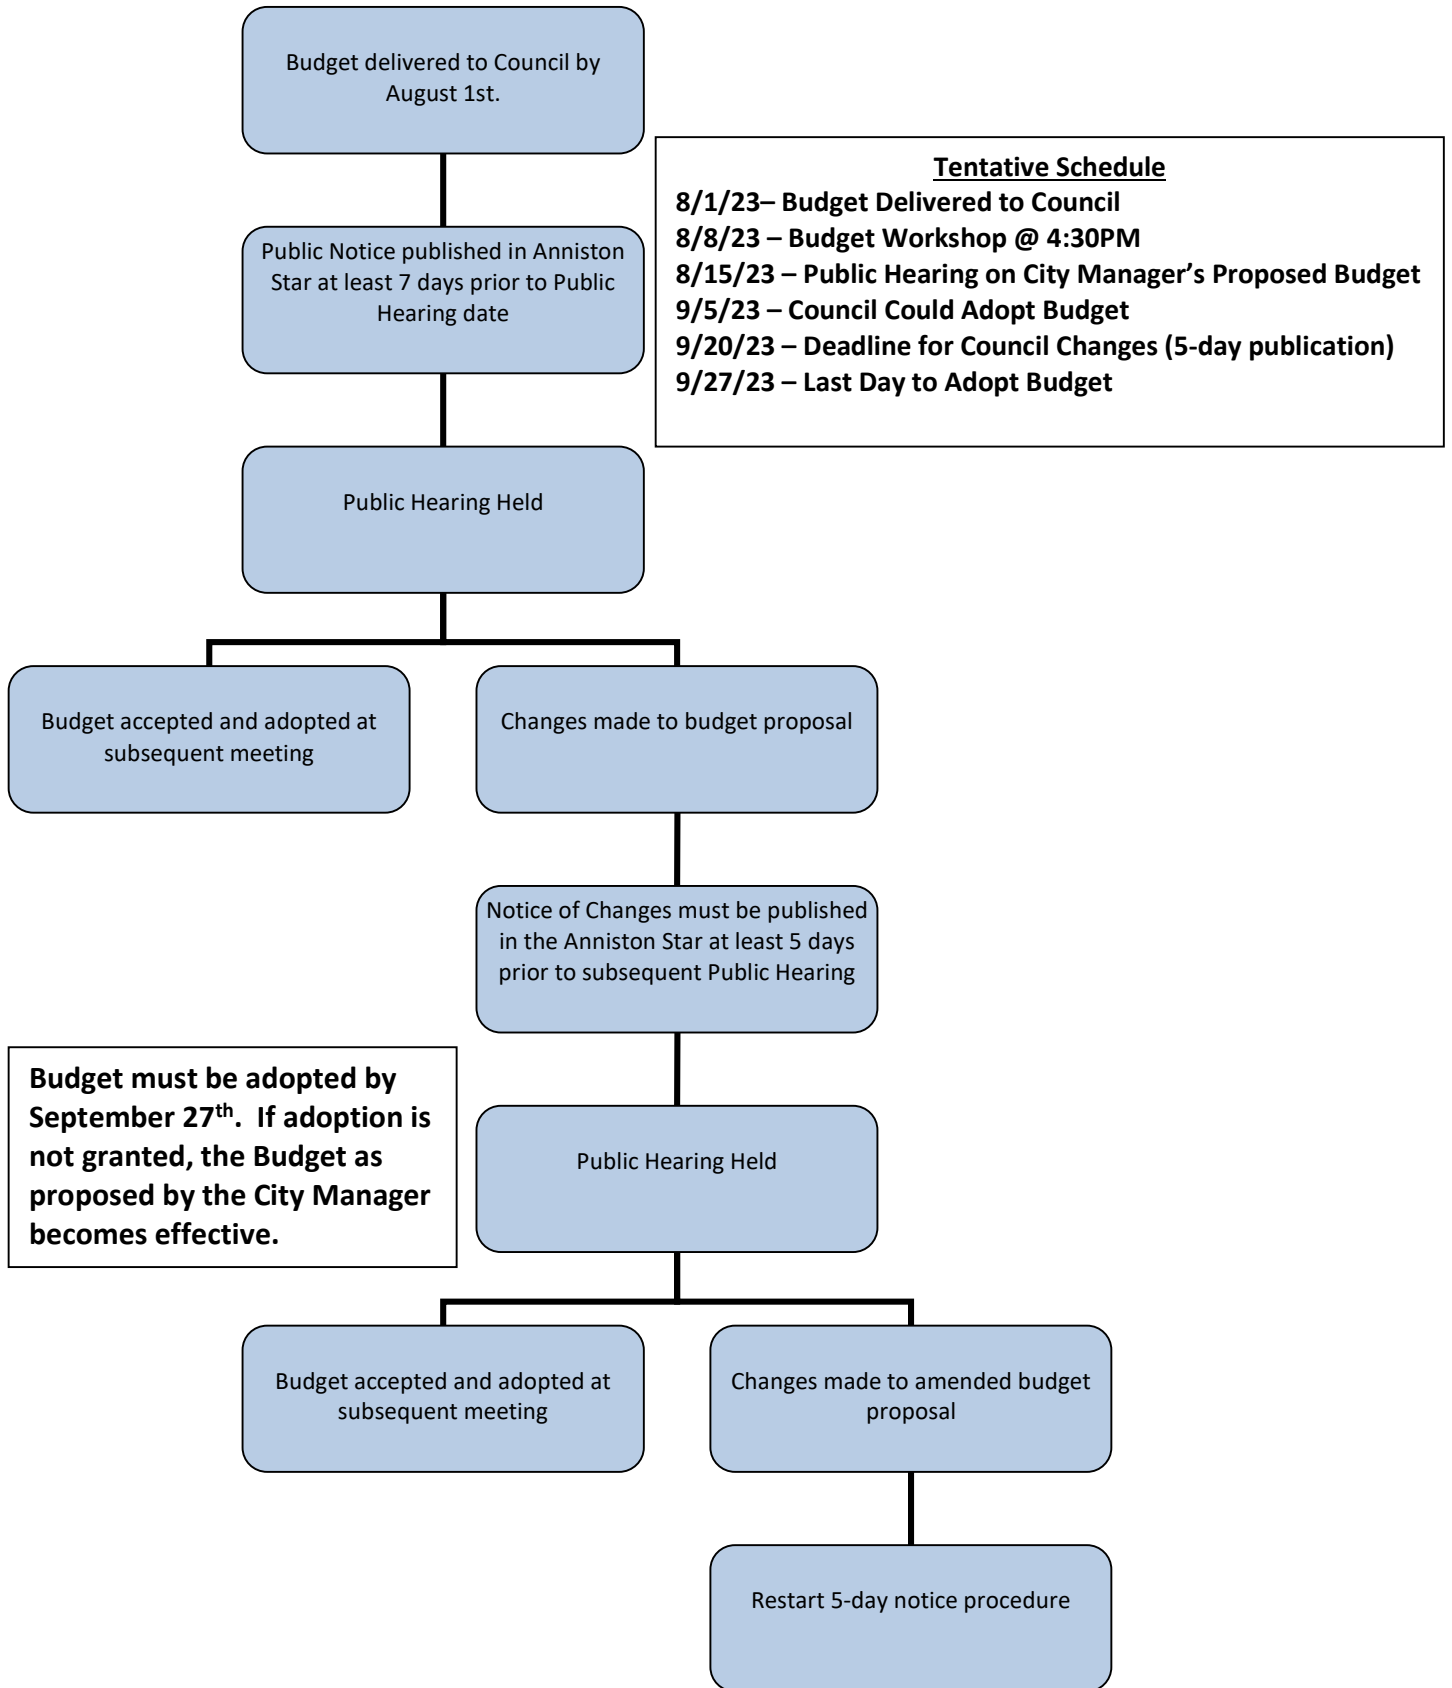 Budget delivered to Council by
August 1st.
Tentative Schedule
8/1/23– Budget Delivered to Council
8/8/23 – Budget Workshop @ 4:30PM
8/15/23 – Public Hearing on City Manager’s Proposed Budget
9/5/23 – Council Could Adopt Budget
9/20/23 – Deadline for Council Changes (5-day publication)
9/27/23 – Last Day to Adopt Budget
Public Notice published in Anniston
Star at least 7 days prior to Public
Hearing date
Public Hearing Held
Budget accepted and adopted at
subsequent meeting
Changes made to budget proposal
Notice of Changes must be published
in the Anniston Star at least 5 days
prior to subsequent Public Hearing
Budget must be adopted by
September 27th.  If adoption is
not granted, the Budget as
proposed by the City Manager
becomes effective.
Public Hearing Held
Budget accepted and adopted at
subsequent meeting
Changes made to amended budget
proposal
Restart 5-day notice procedure